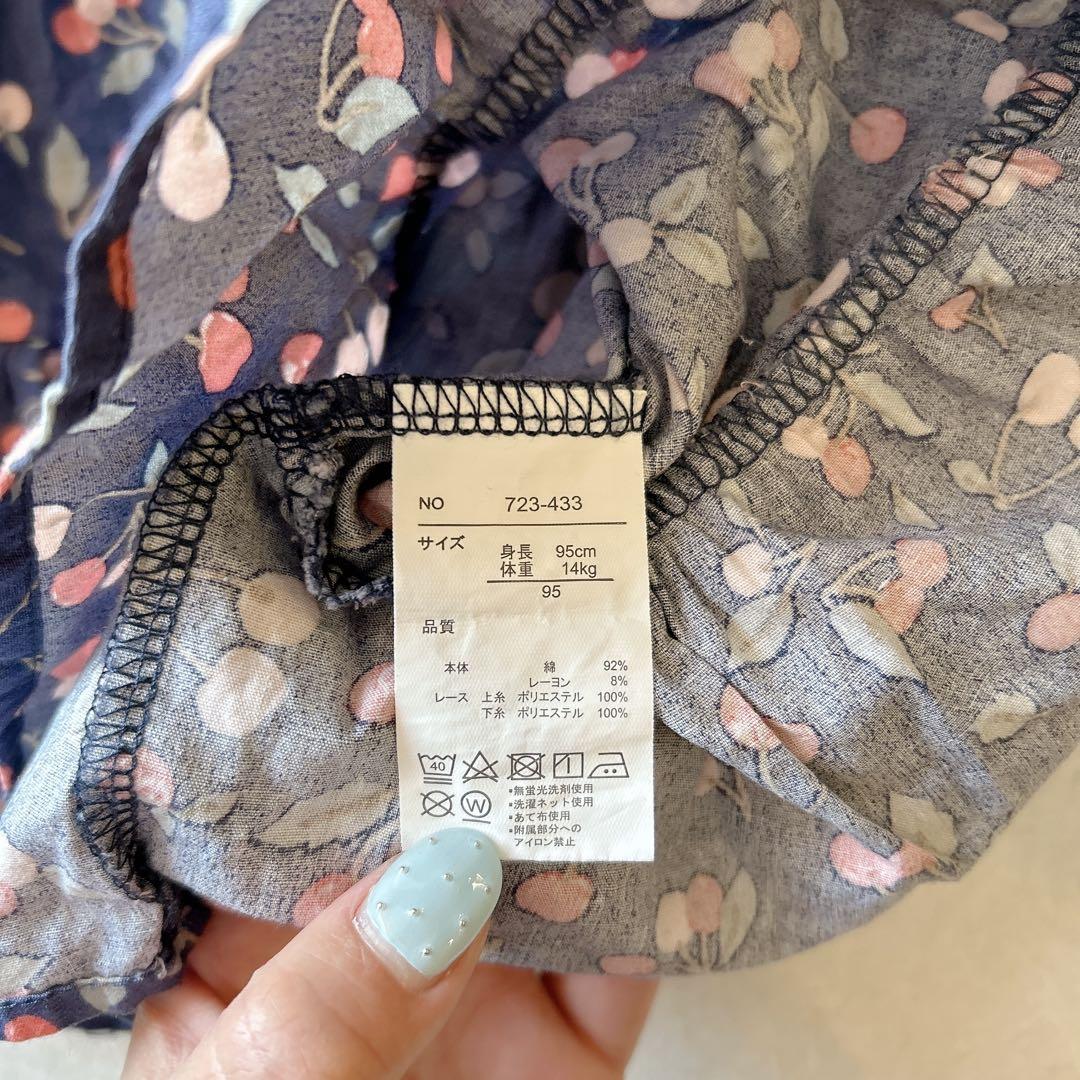 NO 723-433
サイズ 身長 95cm
体重 14kg
95
品質
本体 綿 92%
レーヨン 8%
レース 上糸 ポリエステル 100%
下糸 ポリエステル 100%
40
W
•無蛍光洗剤使用
•洗濯ネット使用
•あて布使用
•附属部分への
アイロン禁止